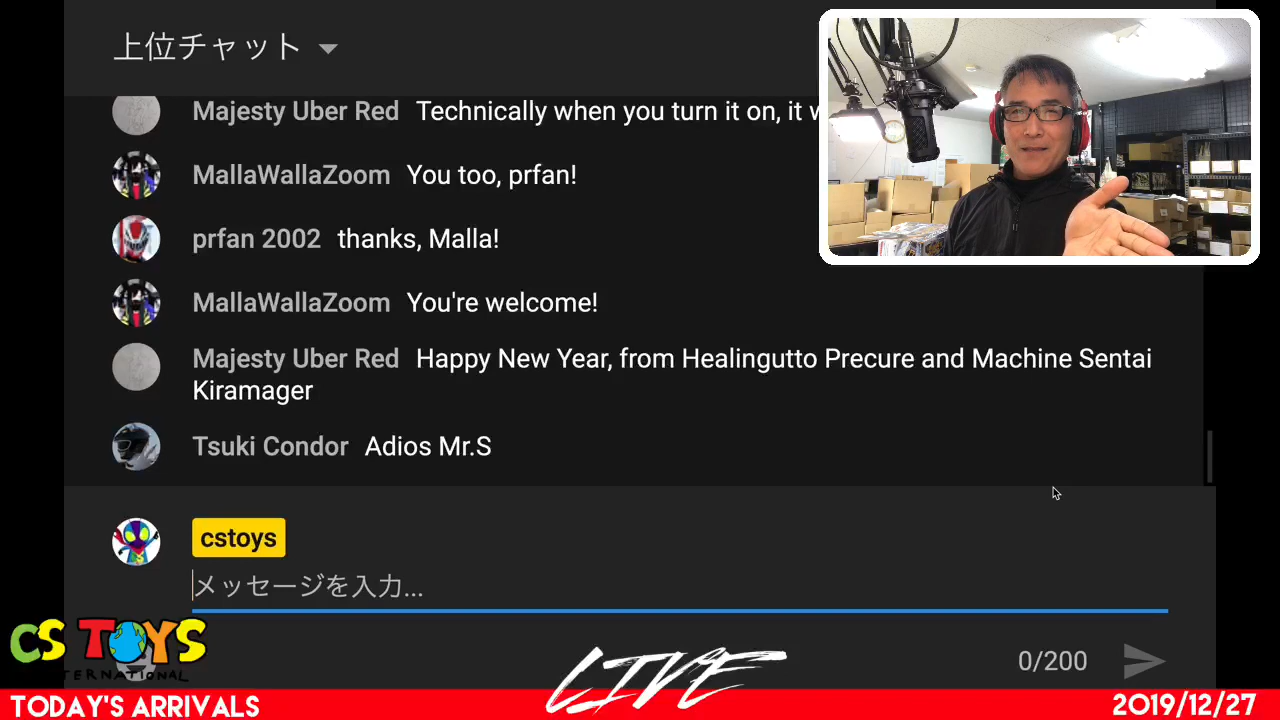 上位チャット
Majesty Uber Red Technically when you turn it on, it
MallaWallaZoom You too, prfan!
prfan 2002 thanks, Malla!
MallaWallaZoom You're welcome!
Majesty Uber Red Happy New Year, from Healingutto Precure and Machine Sentai
Kiramager
Tsuki Condor Adios Mr.S
cstoys
メッセージを入力...
CS TOYS
INTERNATIONAL
LIVE
0/200
TODAY'S ARRIVALS
2019/12/27